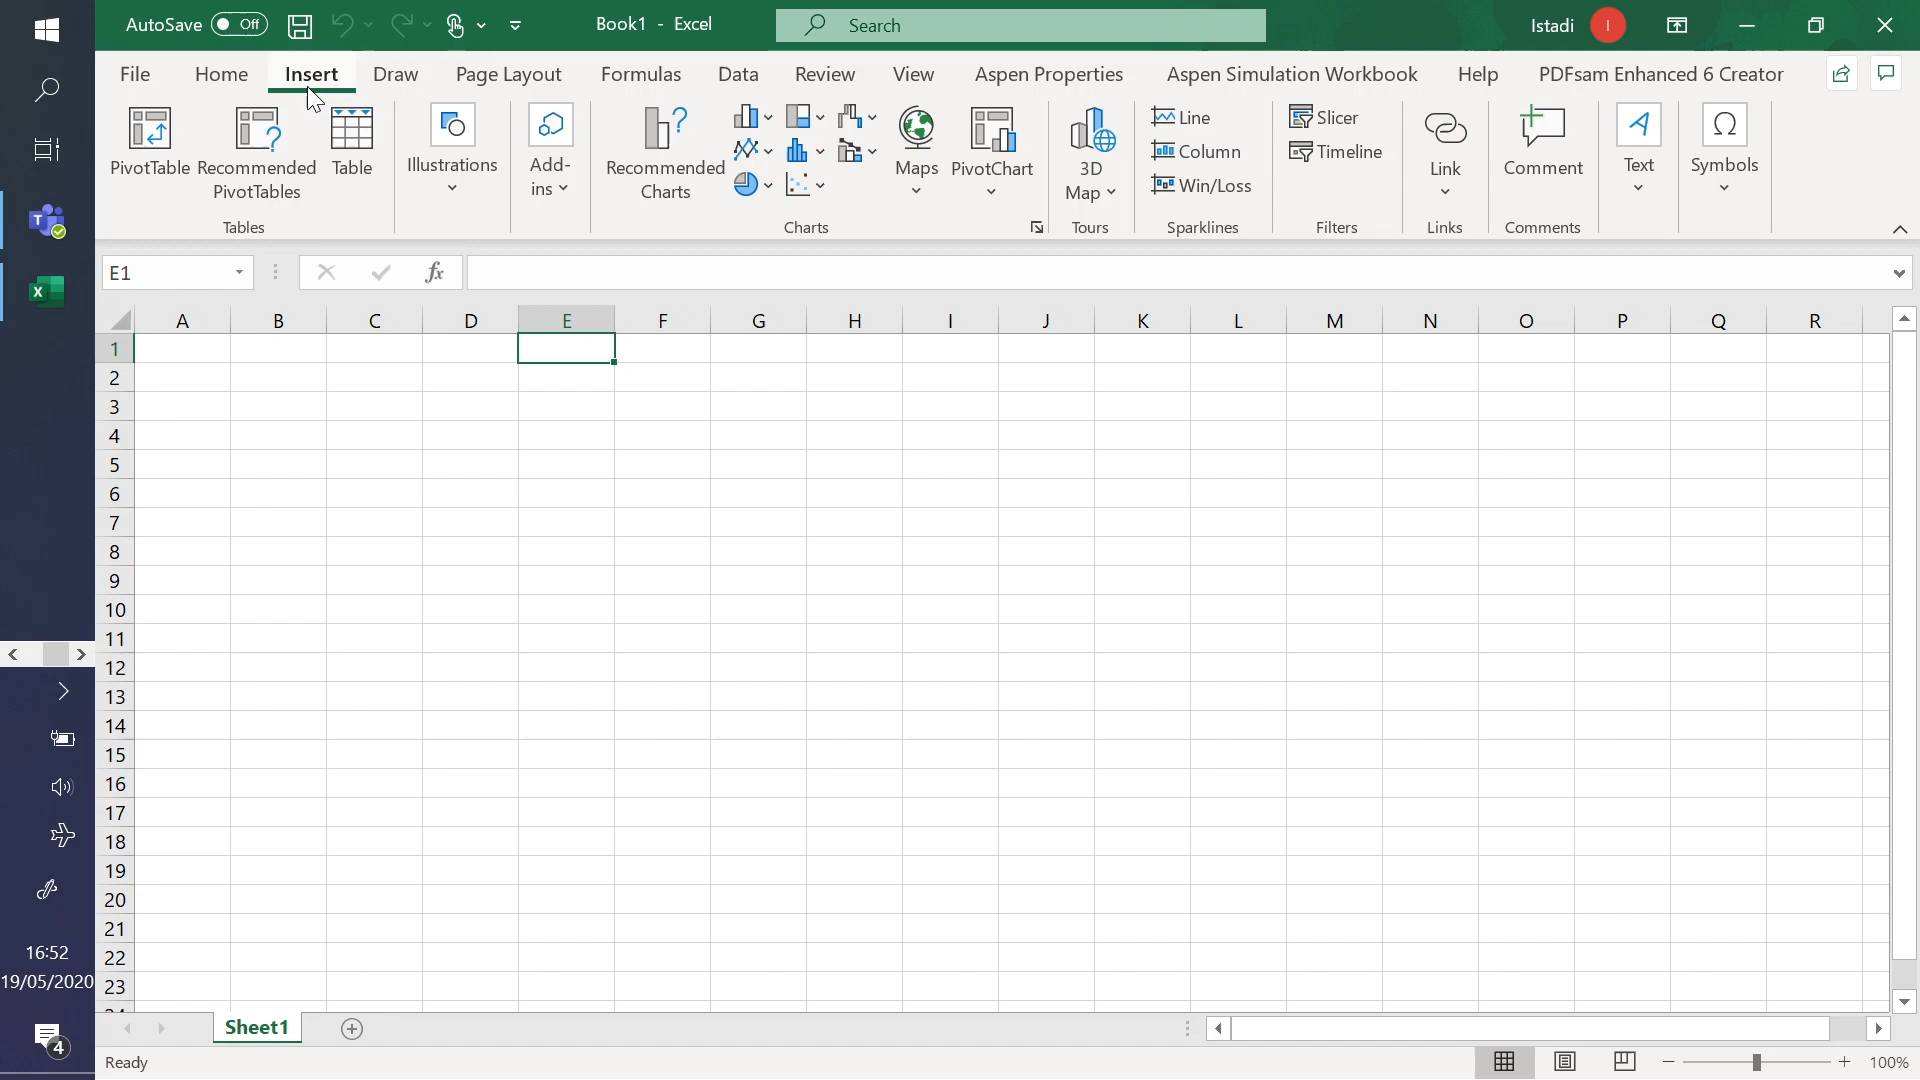 AutoSave Off Book1 - Excel Search Istadi I
File Home Insert Draw Page Layout Formulas Data Review View Aspen Properties Aspen Simulation Workbook Help PDFsam Enhanced 6 Creator
PivotTable
Recommended
PivotTables
Table
Tables
Illustrations
Add-
ins
Recommended
Charts
Maps
PivotChart
Charts
3D
Map
Tours
Line
Column
Win/Loss
Sparklines
Slicer
Timeline
Filters
Link
Links
Comment
Comments
A
Text
Ω
Symbols
E1 fx
A B C D E F G H I J K L M N O P Q R
1
2
3
4
5
6
7
8
9
10
11
12
13
14
15
16
17
18
19
20
21
22
23
Sheet1
Ready 100%
T
X
16:52
19/05/2020
4